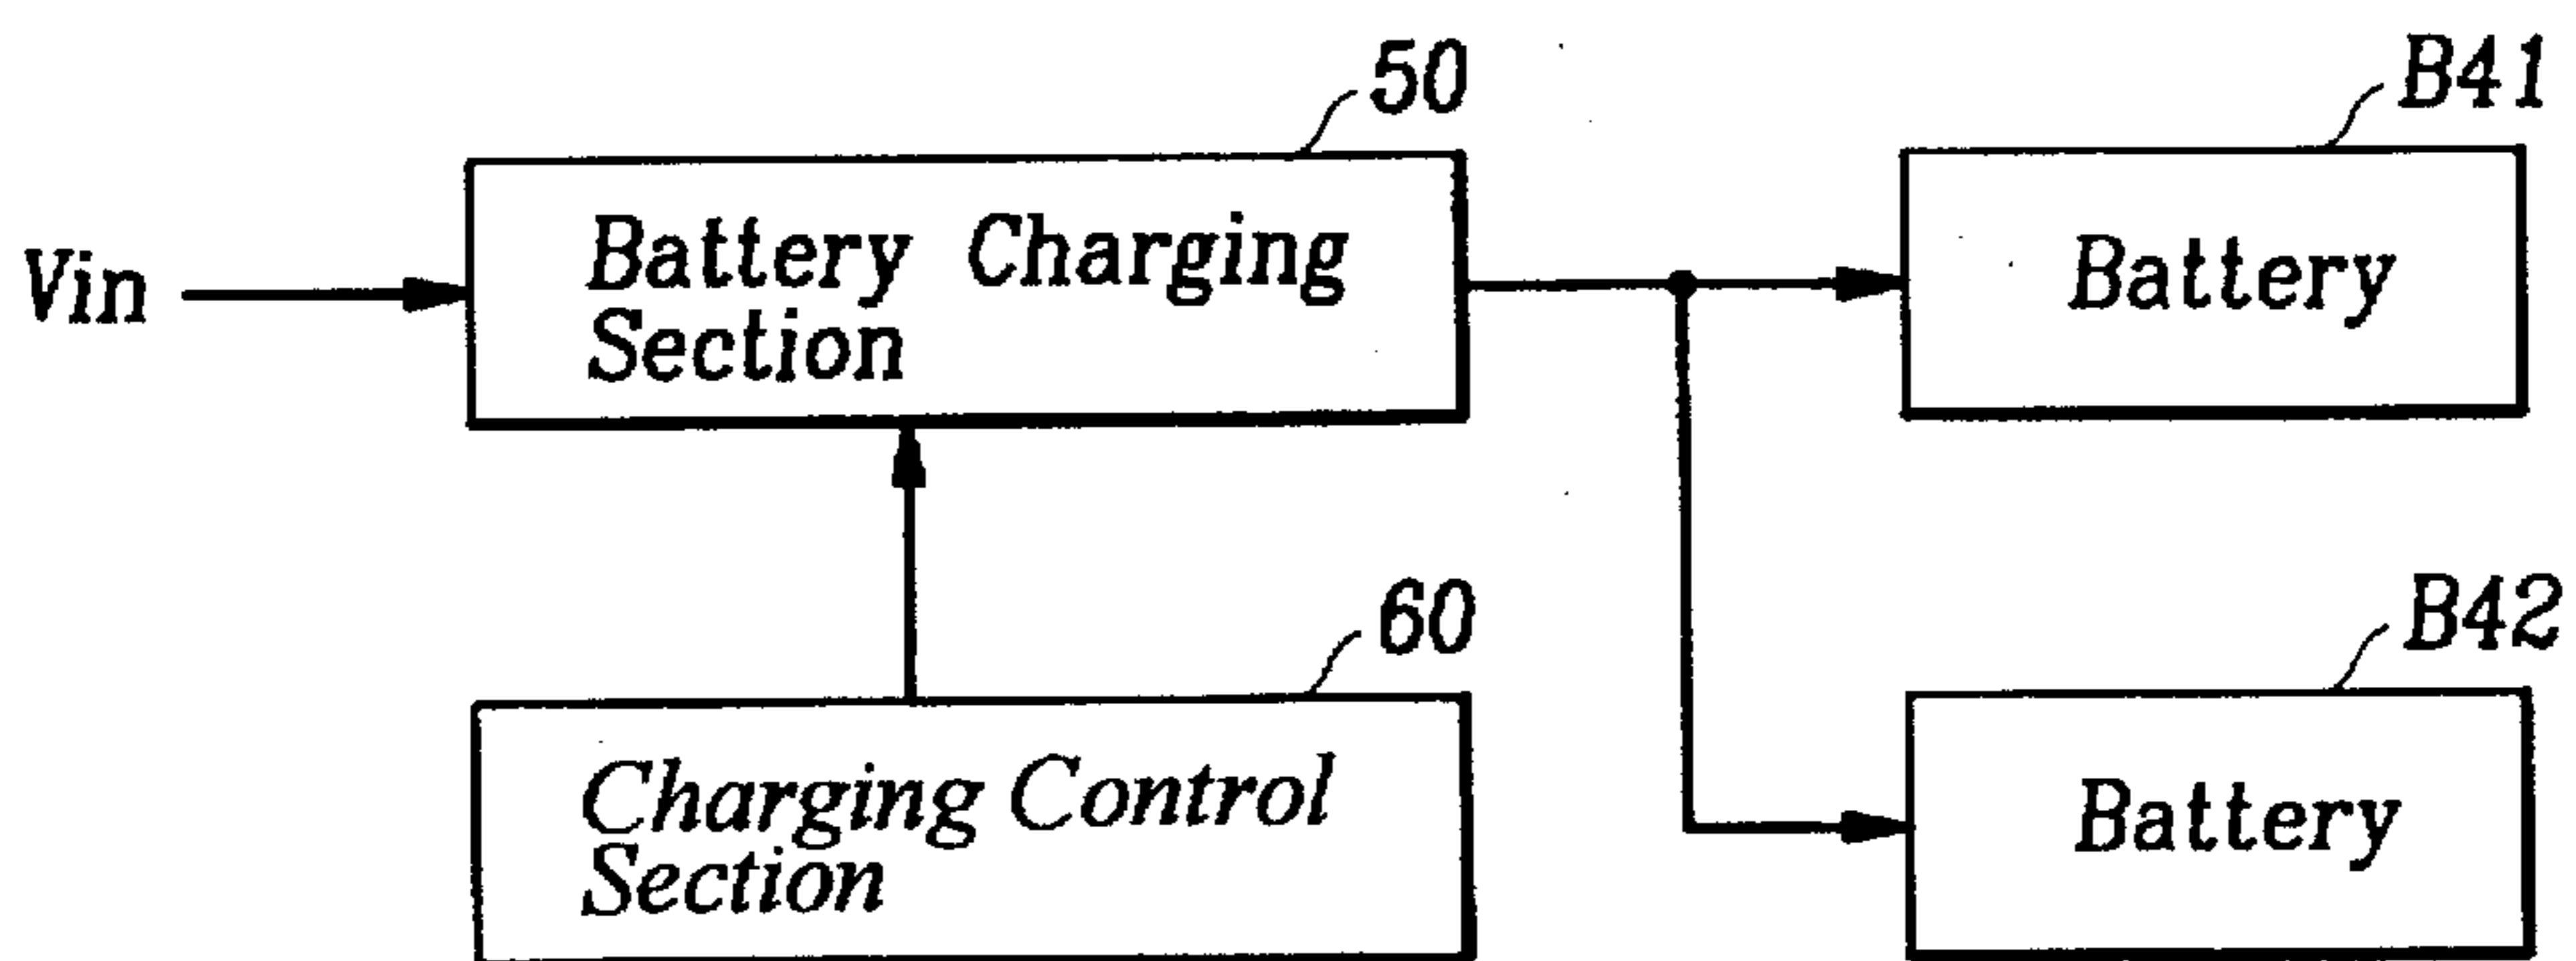 50
B41
Vin
Battery Charging
Section
Battery
60
B42
Charging Control
Section
Battery